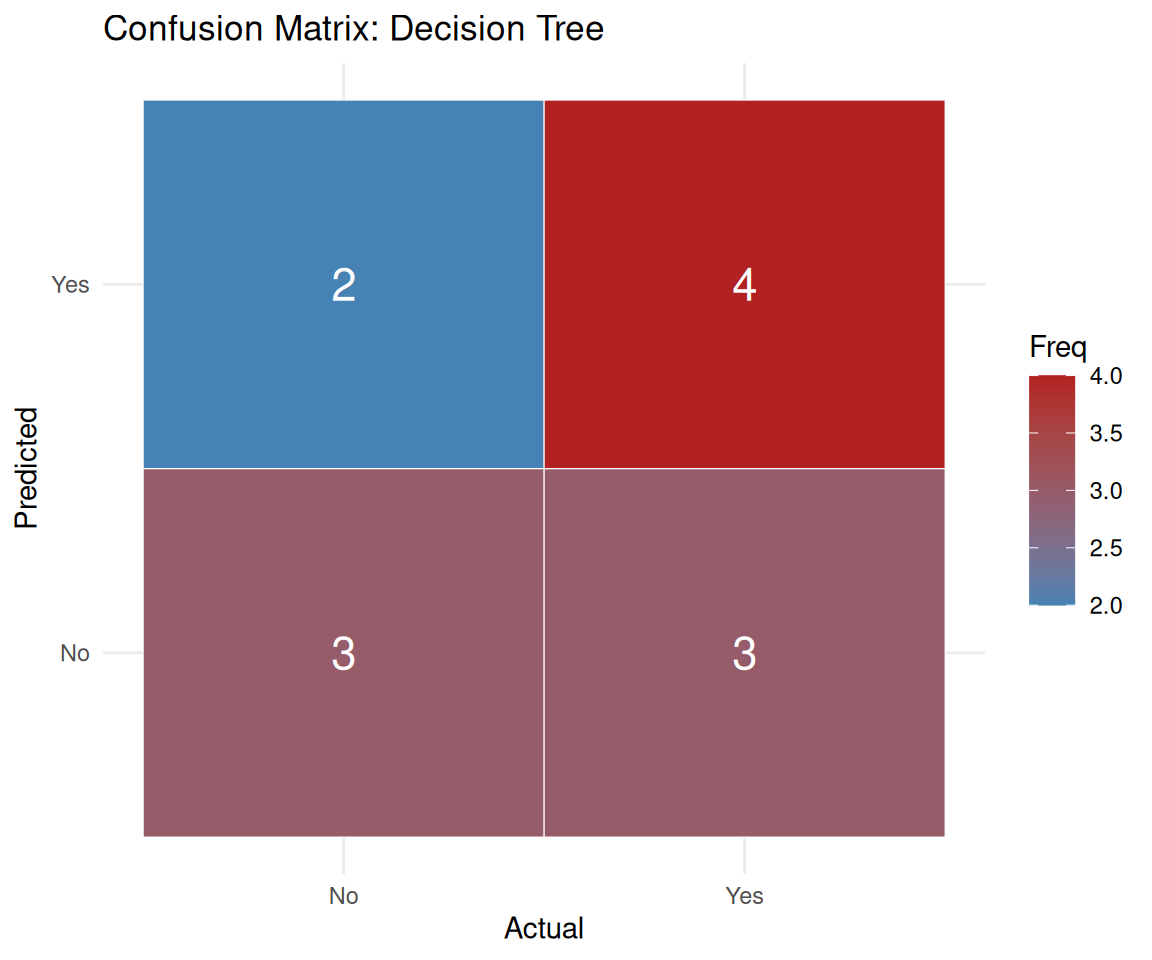 Confusion Matrix: Decision Tree
Predicted
Yes
No
2
4
3
3
No
Yes
Actual
Freq
4.0
3.5
3.0
2.5
2.0